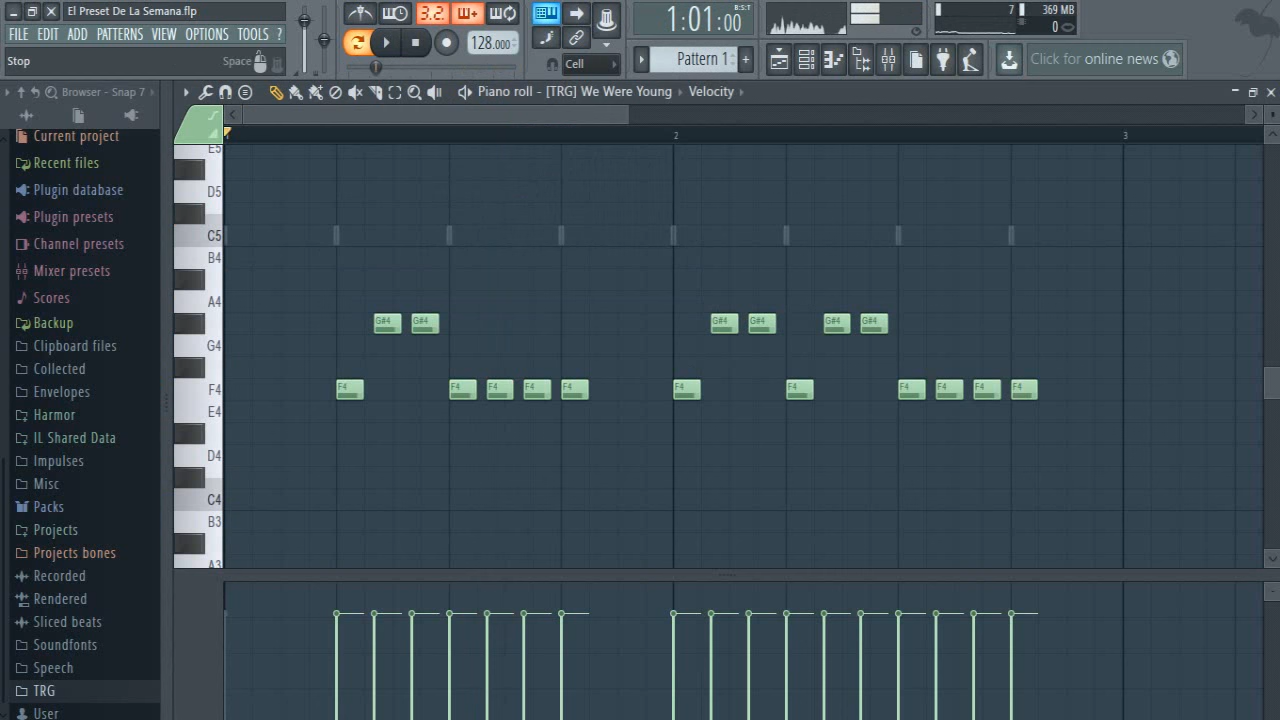 El Preset De La Semana.flp
FILE EDIT ADD PATTERNS VIEW OPTIONS TOOLS ?
Stop Space
3.2.
128.000
Cell
1:01:00 B:S:T
Pattern 1
7 369 MB
0
Click for online news
Browser - Snap 7
Piano roll - [TRG] We Were Young Velocity
Current project
Recent files
Plugin database
Plugin presets
Channel presets
Mixer presets
Scores
Backup
Clipboard files
Collected
Envelopes
Harmor
IL Shared Data
Impulses
Misc
Packs
Projects
Projects bones
Recorded
Rendered
Sliced beats
Soundfonts
Speech
TRG
User
2 3
E5
D5
C5
B4
A4
G#4 G#4 G#4 G#4 G#4 G#4
G4
F4 F4 F4 F4 F4 F4 F4 F4 F4 F4 F4 F4
E4
D4
C4
B3
A3